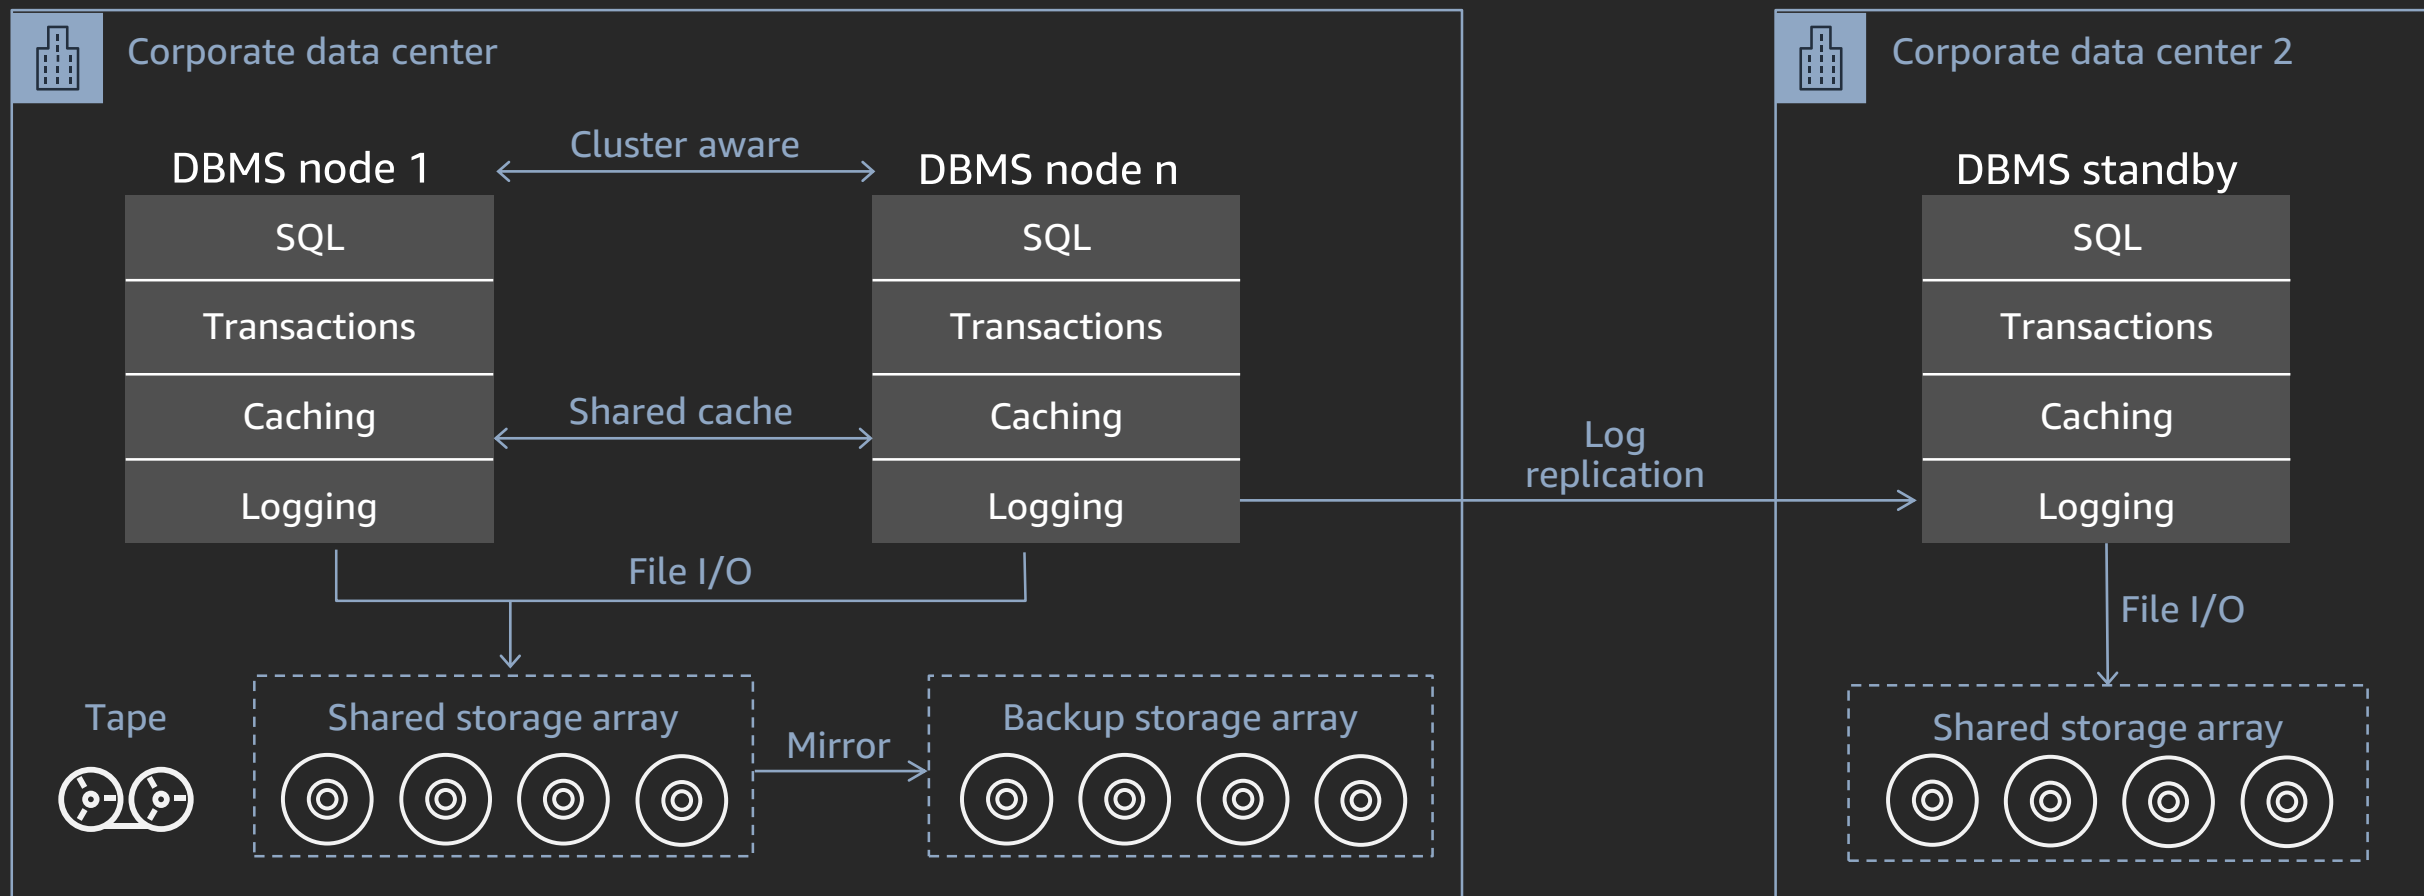 Corporate data center
Corporate data center 2
Cluster aware
DBMS node 1
DBMS node n
DBMS standby
SQL
SQL
SQL
Transactions
Transactions
Transactions
Caching
Shared cache
Caching
Caching
Log
replication
Logging
Logging
Logging
File I/O
File I/O
Tape
Shared storage array
Mirror
Backup storage array
Shared storage array